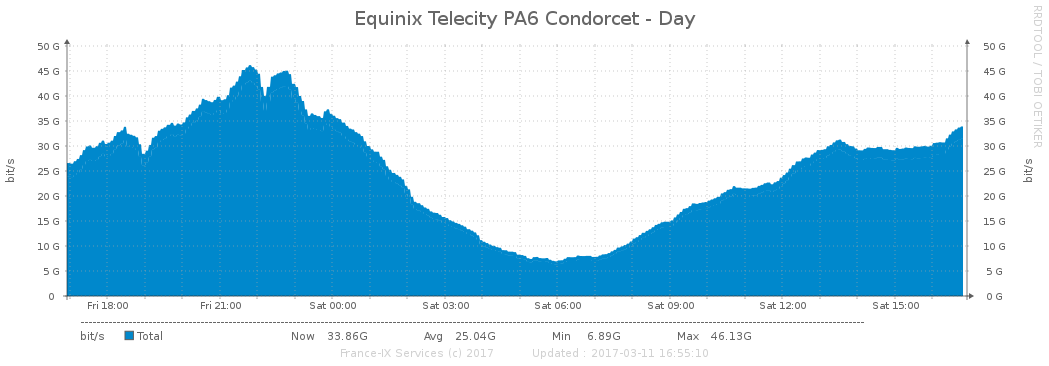 Equinix Telecity PA6 Condorcet - Day
RRDTOOL / TOBI OETIKER
50 G 50 G
45 G 45 G
40 G 40 G
35 G 35 G
30 G 30 G
25 G 25 G
20 G 20 G
15 G 15 G
10 G 10 G
5 G 5 G
0 0 G
bit/s
bit/s
Fri 18:00 Fri 21:00 Sat 00:00 Sat 03:00 Sat 06:00 Sat 09:00 Sat 12:00 Sat 15:00
bit/s Total Now 33.86G Avg 25.04G Min 6.89G Max 46.13G
France-IX Services (c) 2017 Updated : 2017-03-11 16:55:10